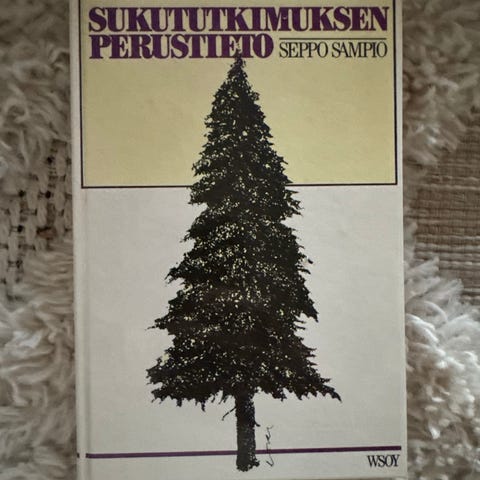 SUKUTUTKIMUKSEN
PERUSTIETO SEPPO SAMPIO
WSOY